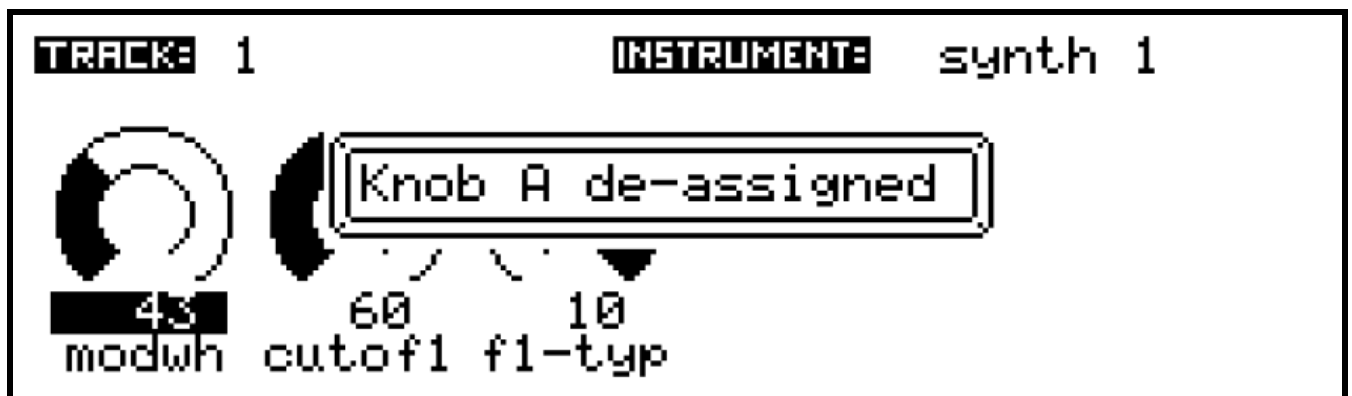 TRACK: 1 INSTRUMENT: synth 1
Knob A de-assigned
43 60 10
modwh cutof1 f1-typ